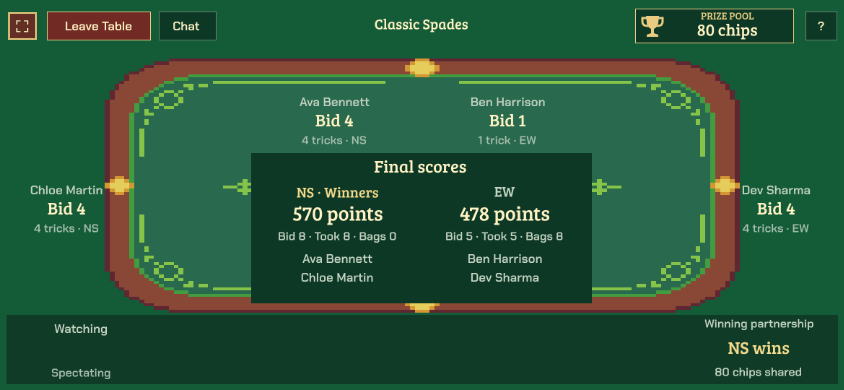 Leave Table
Chat
Classic Spades
PRIZE POOL
80 chips
?
Ava Bennett
Bid 4
4 tricks · NS
Ben Harrison
Bid 1
1 trick · EW
Chloe Martin
Bid 4
4 tricks · NS
Dev Sharma
Bid 4
4 tricks · EW
Final scores
NS · Winners
570 points
Bid 8 · Took 8 · Bags 0
Ava Bennett
Chloe Martin
EW
478 points
Bid 5 · Took 5 · Bags 8
Ben Harrison
Dev Sharma
Watching
Spectating
Winning partnership
NS wins
80 chips shared